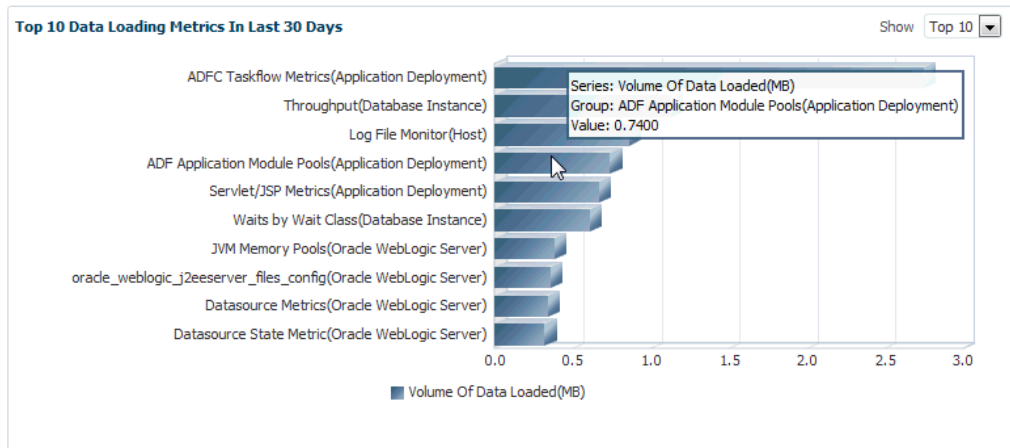 Top 10 Data Loading Metrics In Last 30 Days
Show Top 10
ADFC Taskflow Metrics(Application Deployment)
Series: Volume Of Data Loaded(MB)
Throughput(Database Instance)
Group: ADF Application Module Pools(Application Deployment)
Value: 0.7400
Log File Monitor(Host)
ADF Application Module Pools(Application Deployment)
Servlet/JSP Metrics(Application Deployment)
Waits by Wait Class(Database Instance)
JVM Memory Pools(Oracle WebLogic Server)
oracle_weblogic_j2eeserver_files_config(Oracle WebLogic Server)
Datasource Metrics(Oracle WebLogic Server)
Datasource State Metric(Oracle WebLogic Server)
0.0 0.5 1.0 1.5 2.0 2.5 3.0
Volume Of Data Loaded(MB)